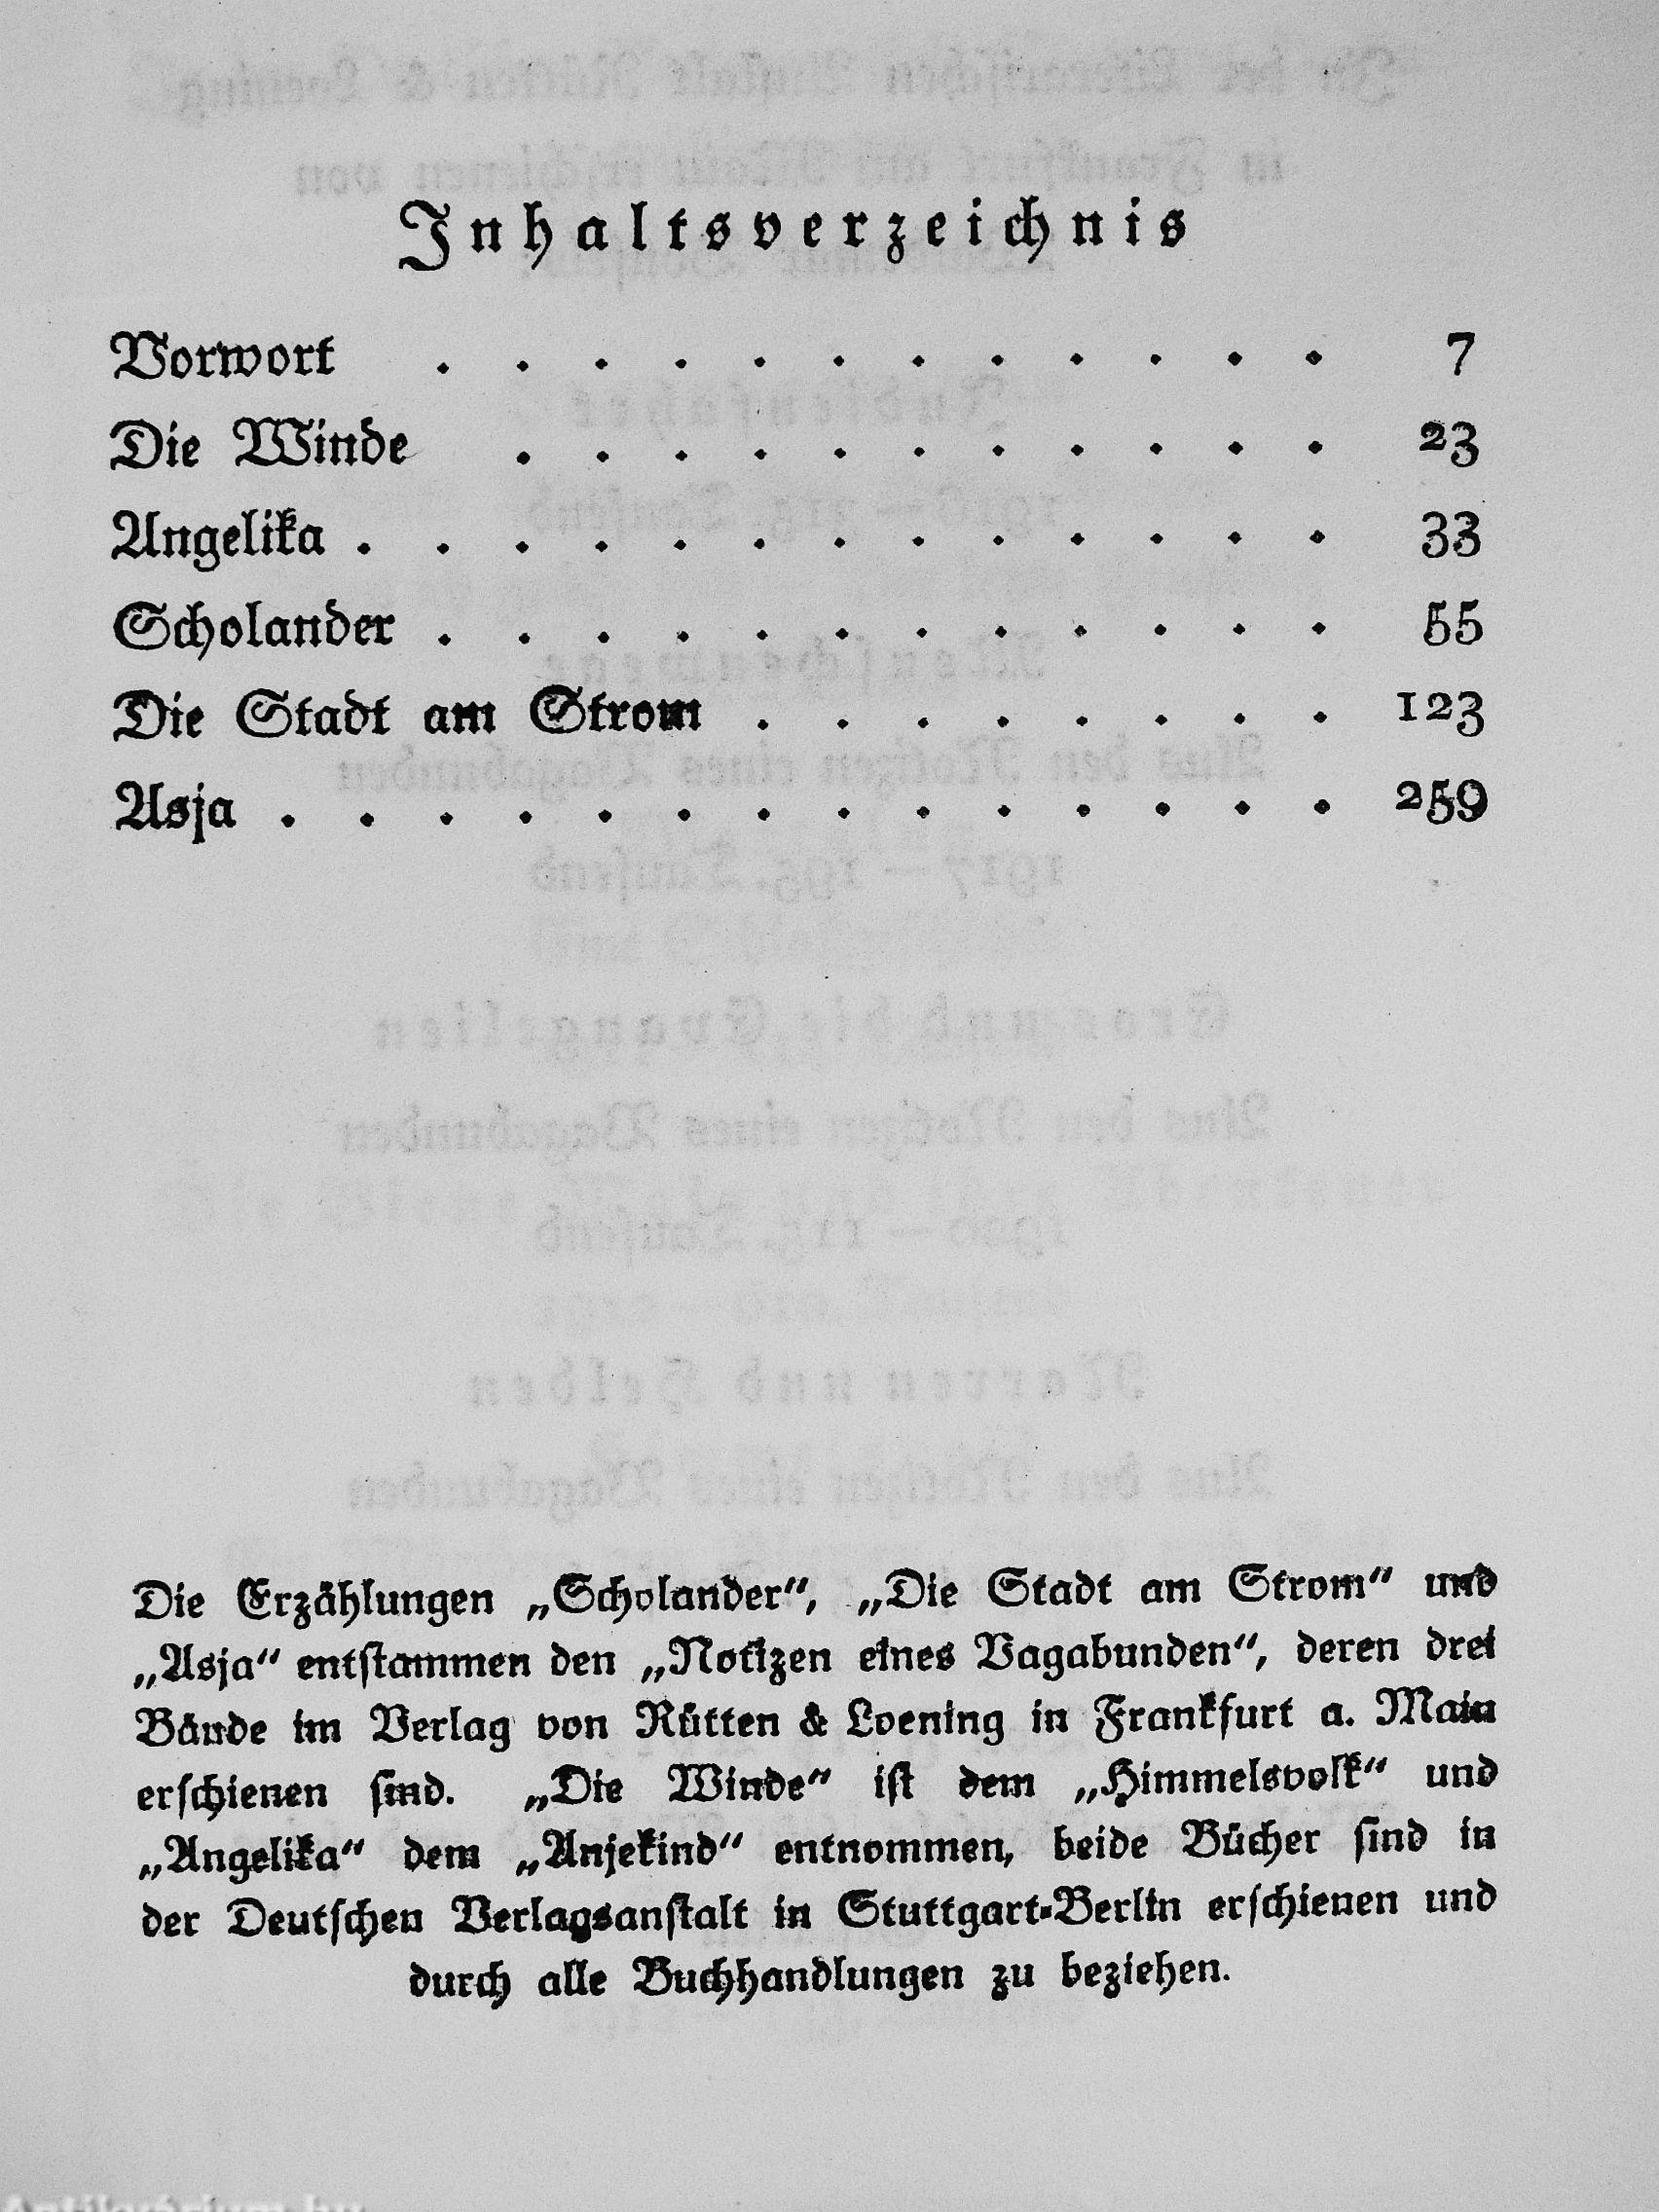 Inhaltsverzeichnis
Vorwort . . . . . . . . . . . . 7
Die Winde . . . . . . . . . . . 23
Angelika . . . . . . . . . . . . . 33
Scholander . . . . . . . . . . . . 55
Die Stadt am Strom . . . . . . . . 123
Asja . . . . . . . . . . . . . . 259
Die Erzählungen „Scholander“, „Die Stadt am Strom“ und
„Asja“ entſtammen den „Notizen eines Vagabunden“, deren drei
Bände im Verlag von Rütten & Loening in Frankfurt a. Main
erſchienen ſind. „Die Winde“ iſt dem „Himmelsvolk“ und
„Angelika“ dem „Anjekind“ entnommen, beide Bücher ſind in
der Deutſchen Verlagsanſtalt in Stuttgart-Berlin erſchienen und
durch alle Buchhandlungen zu beziehen.